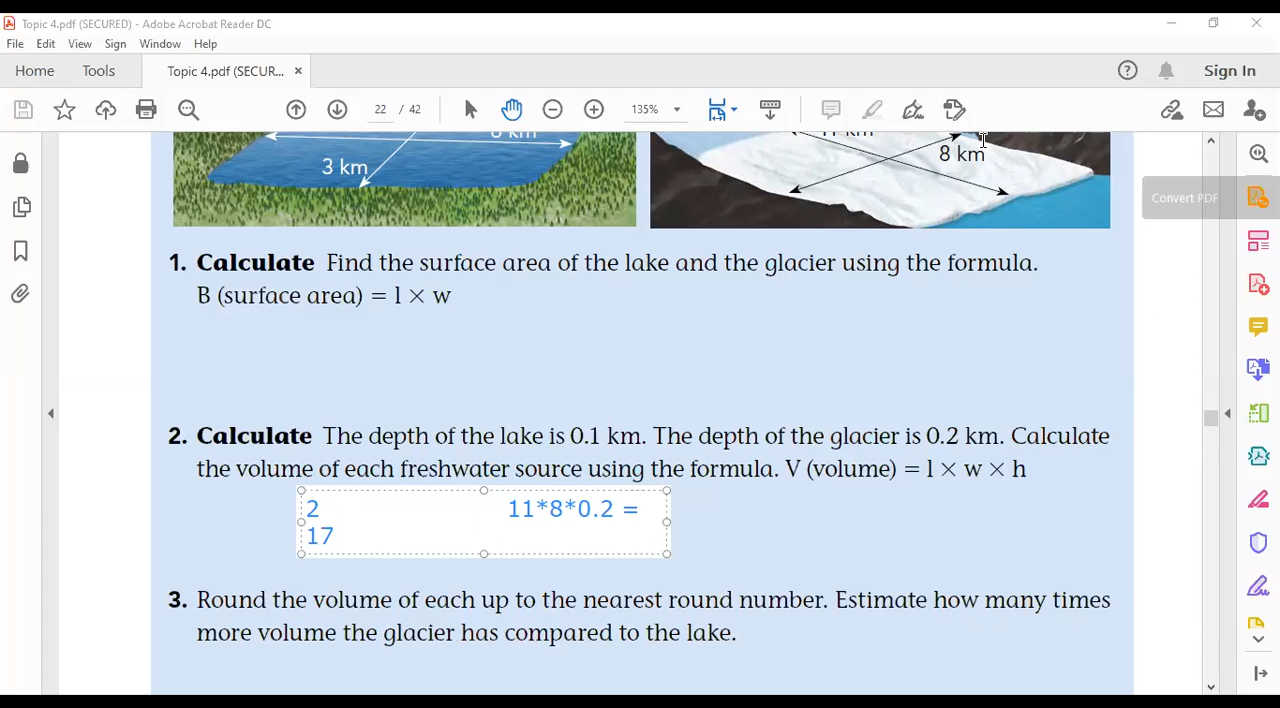 Topic 4.pdf (SECURED) - Adobe Acrobat Reader DC
File Edit View Sign Window Help
Home Tools Topic 4.pdf (SECUR... × Sign In
22 / 42 135%
3 km
8 km
Convert PDF
1. Calculate Find the surface area of the lake and the glacier using the formula.
B (surface area) = l × w
2. Calculate The depth of the lake is 0.1 km. The depth of the glacier is 0.2 km. Calculate
the volume of each freshwater source using the formula. V (volume) = l × w × h
2 11*8*0.2 =
17
3. Round the volume of each up to the nearest round number. Estimate how many times
more volume the glacier has compared to the lake.